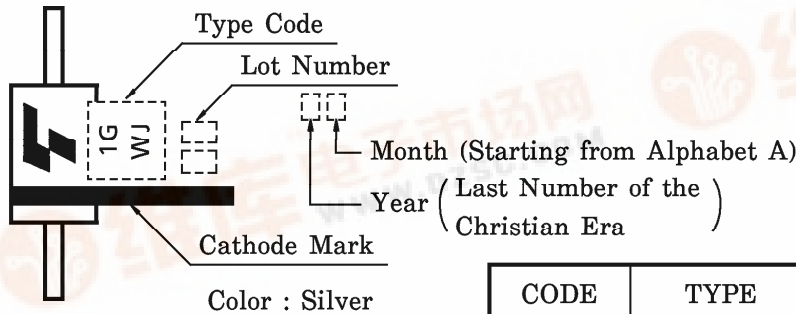 Type Code
Lot Number
1G
WJ
Month (Starting from Alphabet A)
Year (Last Number of the
Christian Era)
Cathode Mark
Color : Silver
CODE TYPE